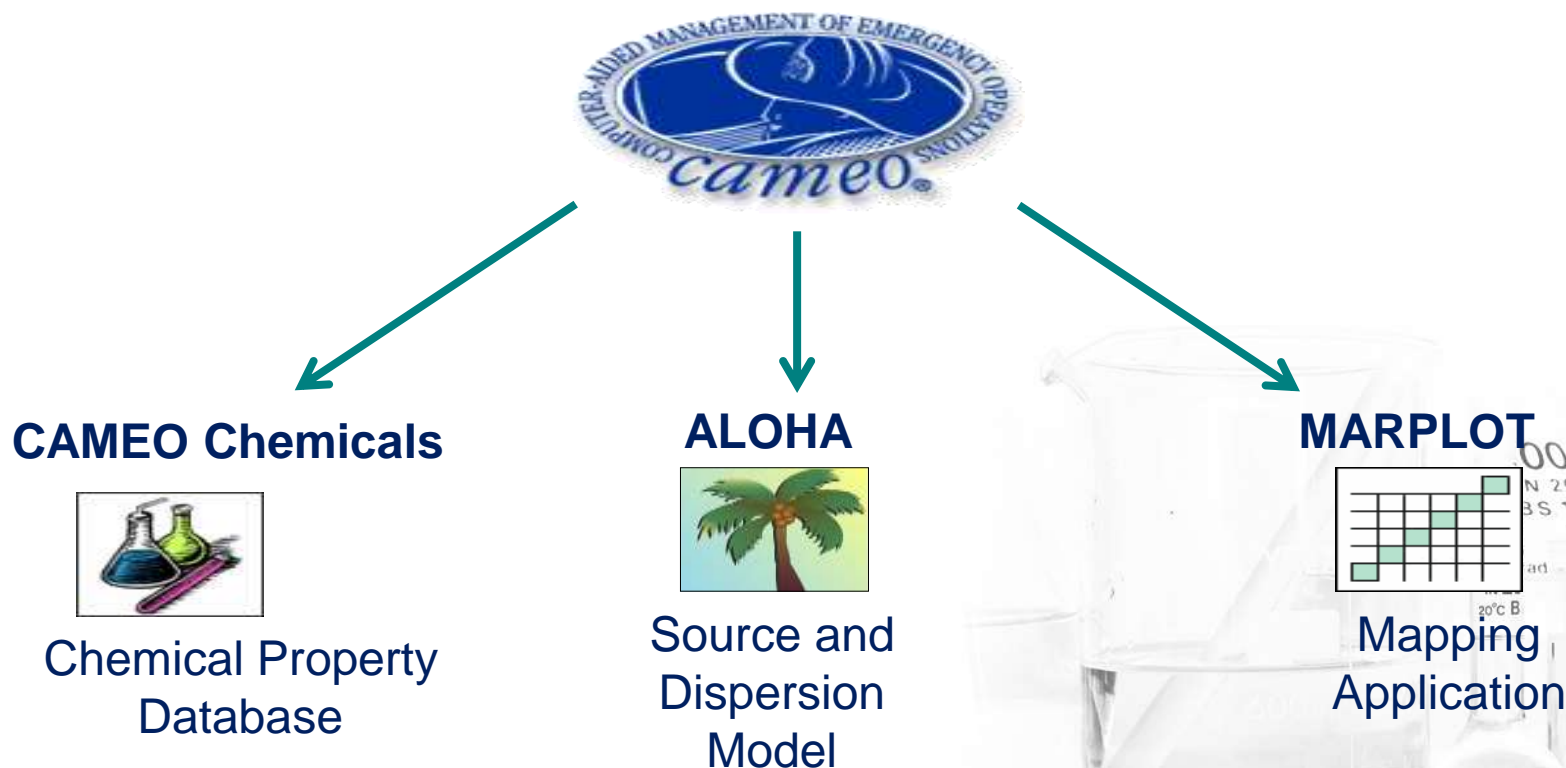 COMPUTER-AIDED MANAGEMENT OF EMERGENCY OPERATIONS
cameo®
CAMEO Chemicals
Chemical Property
Database
ALOHA
Source and
Dispersion
Model
MARPLOT
Mapping
Application
20°C